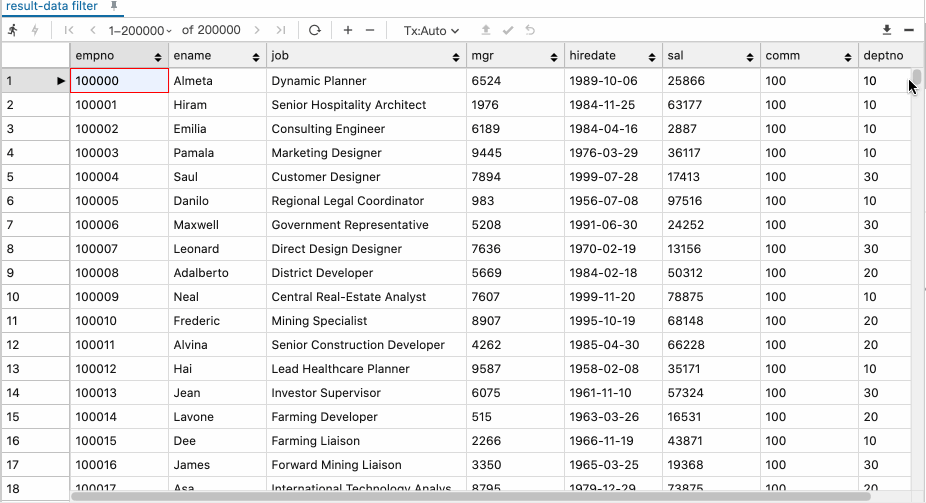 result-data filter
1–200000 of 200000 Tx:Auto
empno ename job mgr hiredate sal comm deptno
1 100000 Almeta Dynamic Planner 6524 1989-10-06 25866 100 10
2 100001 Hiram Senior Hospitality Architect 1976 1984-11-25 63177 100 10
3 100002 Emilia Consulting Engineer 6189 1984-04-16 2887 100 10
4 100003 Pamala Marketing Designer 9445 1976-03-29 36117 100 10
5 100004 Saul Customer Designer 7894 1999-07-28 17413 100 30
6 100005 Danilo Regional Legal Coordinator 983 1956-07-08 97516 100 10
7 100006 Maxwell Government Representative 5208 1991-06-30 24252 100 30
8 100007 Leonard Direct Design Designer 7636 1970-02-19 13156 100 30
9 100008 Adalberto District Developer 5669 1984-02-18 50312 100 20
10 100009 Neal Central Real-Estate Analyst 7607 1999-11-20 78875 100 10
11 100010 Frederic Mining Specialist 8907 1995-10-19 68148 100 20
12 100011 Alvina Senior Construction Developer 4262 1985-04-30 66228 100 20
13 100012 Hai Lead Healthcare Planner 9587 1958-02-08 35171 100 10
14 100013 Jean Investor Supervisor 6075 1961-11-10 57324 100 30
15 100014 Lavone Farming Developer 515 1963-03-26 16531 100 20
16 100015 Dee Farming Liaison 2266 1966-11-19 43871 100 10
17 100016 James Forward Mining Liaison 3350 1965-03-25 19368 100 30
18 100017 Asa International Technology Analys 8795 1979-12-29 73875 100 20